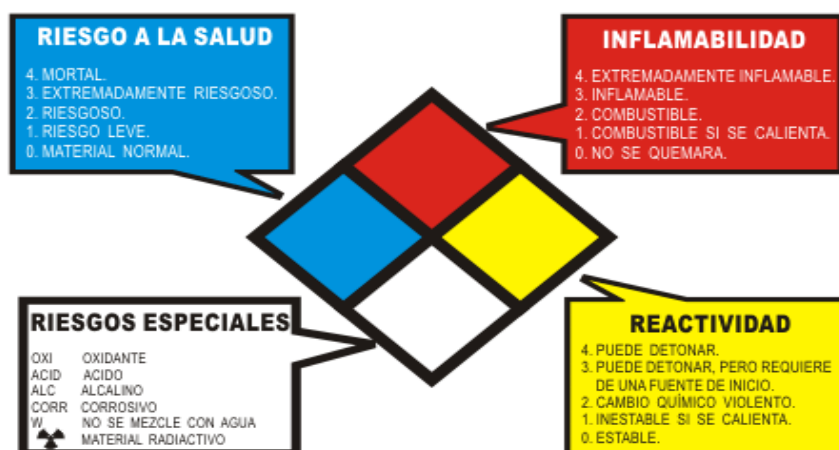 RIESGO A LA SALUD
4. MORTAL.
3. EXTREMADAMENTE RIESGOSO.
2. RIESGOSO.
1. RIESGO LEVE.
0. MATERIAL NORMAL.
INFLAMABILIDAD
4. EXTREMADAMENTE INFLAMABLE.
3. INFLAMABLE.
2. COMBUSTIBLE.
1. COMBUSTIBLE SI SE CALIENTA.
0. NO SE QUEMARA.
RIESGOS ESPECIALES
OXI OXIDANTE
ACID ACIDO
ALC ALCALINO
CORR CORROSIVO
W NO SE MEZCLE CON AGUA
MATERIAL RADIACTIVO
REACTIVIDAD
4. PUEDE DETONAR.
3. PUEDE DETONAR, PERO REQUIERE
DE UNA FUENTE DE INICIO.
2. CAMBIO QUÍMICO VIOLENTO.
1. INESTABLE SI SE CALIENTA.
0. ESTABLE.